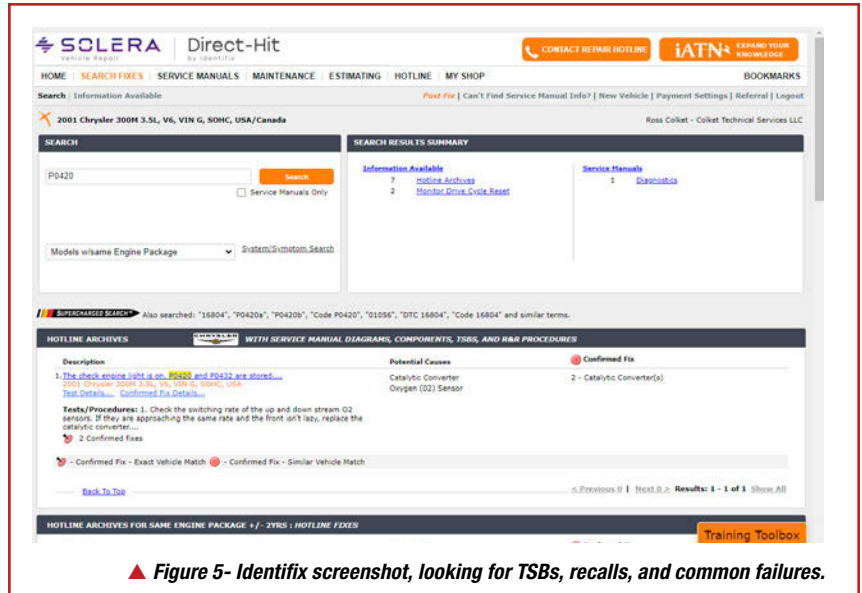 SOLERA
Vehicle Repair
Direct-Hit
by Identifix
CONTACT REPAIR HOTLINE
iATN
EXPAND YOUR KNOWLEDGE
HOME | SEARCH FIXES | SERVICE MANUALS | MAINTENANCE | ESTIMATING | HOTLINE | MY SHOP
BOOKMARKS
Search | Information Available
Post Fix | Can't Find Service Manual Info? | New Vehicle | Payment Settings | Referral | Logout
2001 Chrysler 300M 3.5L, V6, VIN G, SOHC, USA/Canada
Ross Colket - Colket Technical Services LLC
SEARCH
P0420
Search
Service Manuals Only
Models w/same Engine Package
System/Symptom Search
SEARCH RESULTS SUMMARY
Information Available
7 Hotline Archives
2 Monitor Drive Cycle Reset
Service Manuals
1 Diagnostics
SUPERCHARGED SEARCH Also searched: "16804", "P0420a", "P0420b", "Code P0420", "01056", "DTC 16804", "Code 16804" and similar terms.
HOTLINE ARCHIVES CHRYSLER WITH SERVICE MANUAL DIAGRAMS, COMPONENTS, TSBS, AND R&R PROCEDURES
Description
Potential Causes
Confirmed Fix
1. The check engine light is on. P0420 and P0432 are stored....
2001 Chrysler 300M 3.5L, V6, VIN G, SOHC, USA
Test Details.... Confirmed Fix Details...
Catalytic Converter
Oxygen (O2) Sensor
2 - Catalytic Converter(s)
Tests/Procedures: 1. Check the switching rate of the up and down stream O2
sensors. If they are approaching the same rate and the front isn't lazy, replace the
catalytic converter....
2 Confirmed fixes
- Confirmed Fix - Exact Vehicle Match - Confirmed Fix - Similar Vehicle Match
Back To Top
< Previous 0 | Next 0 > Results: 1 - 1 of 1 Show All
HOTLINE ARCHIVES FOR SAME ENGINE PACKAGE +/- 2YRS : HOTLINE FIXES
Training Toolbox
▲ Figure 5- Identifix screenshot, looking for TSBs, recalls, and common failures.